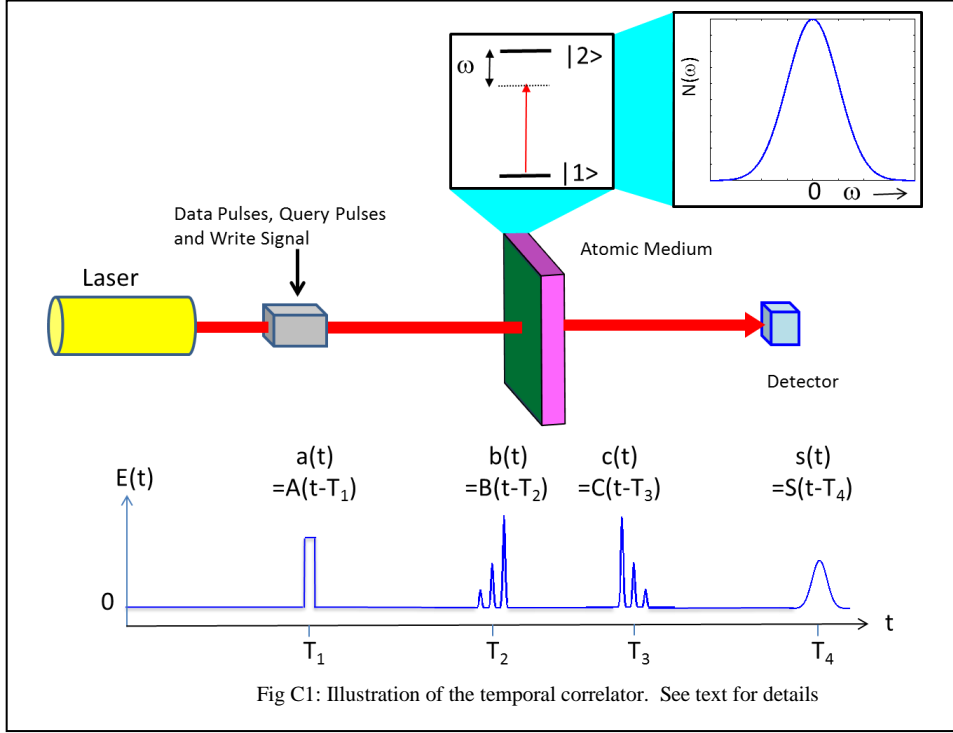 |2>
ω
|1>
N(ω)
0 ω
Data Pulses, Query Pulses
and Write Signal
Atomic Medium
Laser
Detector
a(t) b(t) c(t) s(t)
E(t) =A(t-T₁) =B(t-T₂) =C(t-T₃) =S(t-T₄)
0
t
T₁ T₂ T₃ T₄
Fig C1: Illustration of the temporal correlator. See text for details